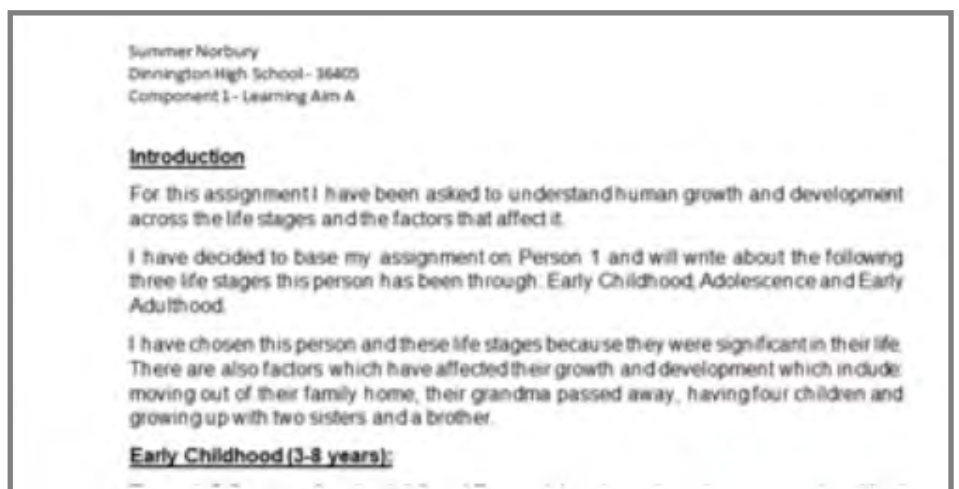 Summer Norbury
Dinnington High School - 36405
Component 1 - Learning Aim A
Introduction
For this assignment I have been asked to understand human growth and development
across the life stages and the factors that affect it.
I have decided to base my assignment on Person 1 and will write about the following
three life stages this person has been through: Early Childhood, Adolescence and Early
Adulthood.
I have chosen this person and these life stages because they were significant in their life.
There are also factors which have affected their growth and development which include:
moving out of their family home, their grandma passed away, having four children and
growing up with two sisters and a brother.
Early Childhood (3-8 years):